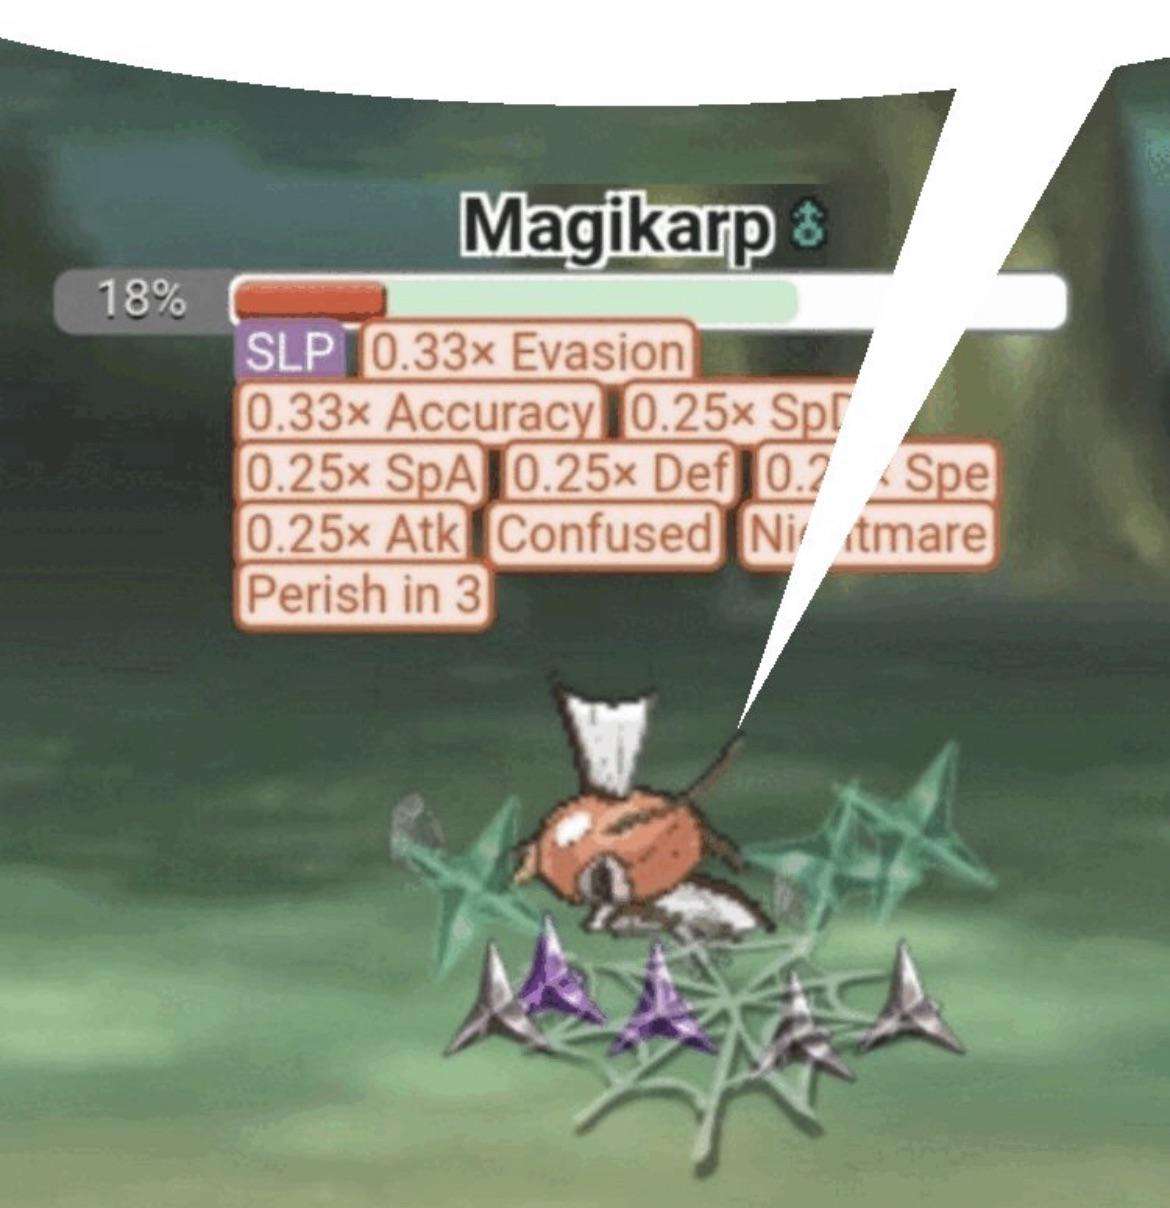 Magikarp
18%
SLP 0.33× Evasion
0.33× Accuracy 0.25× 
0.25× SpA 0.25× Def Spe
0.25× Atk Confused
Perish in 3